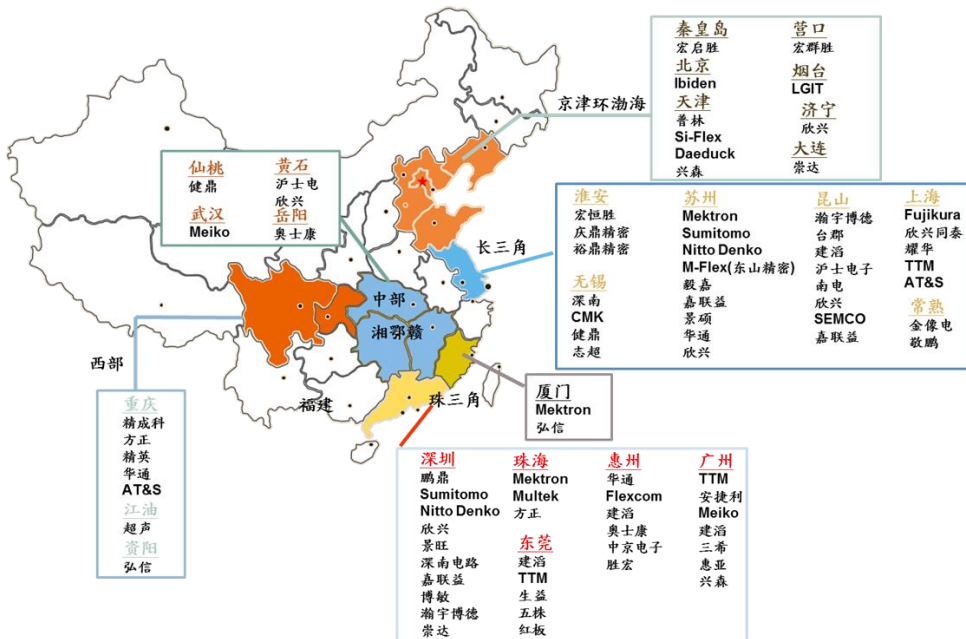 秦皇岛
宏启胜
北京
Ibiden
天津
普林
Si-Flex
Daeduck
兴森
营口
宏群胜
烟台
LGIT
济宁
欣兴
大连
崇达
京津环渤海
仙桃
健鼎
武汉
Meiko
黄石
沪士电
欣兴
岳阳
奥士康
长三角
淮安
宏恒胜
庆鼎精密
裕鼎精密
无锡
深南
CMK
健鼎
志超
苏州
Mektron
Sumitomo
Nitto Denko
M-Flex(东山精密)
毅嘉
嘉联益
景硕
华通
欣兴
昆山
瀚宇博德
台郡
建滔
沪士电子
南电
欣兴
SEMCO
嘉联益
上海
Fujikura
欣兴同泰
耀华
TTM
AT&S
常熟
金像电
敬鹏
中部
湘鄂赣
西部
福建
珠三角
厦门
Mektron
弘信
重庆
精成科
方正
精英
华通
AT&S
江油
超声
资阳
弘信
深圳
鹏鼎
Sumitomo
Nitto Denko
欣兴
景旺
深南电路
嘉联益
博敏
瀚宇博德
崇达
珠海
Mektron
Multek
方正
东莞
建滔
TTM
生益
五株
红板
惠州
华通
Flexcom
建滔
奥士康
中京电子
胜宏
广州
TTM
安捷利
Meiko
建滔
三希
惠亚
兴森